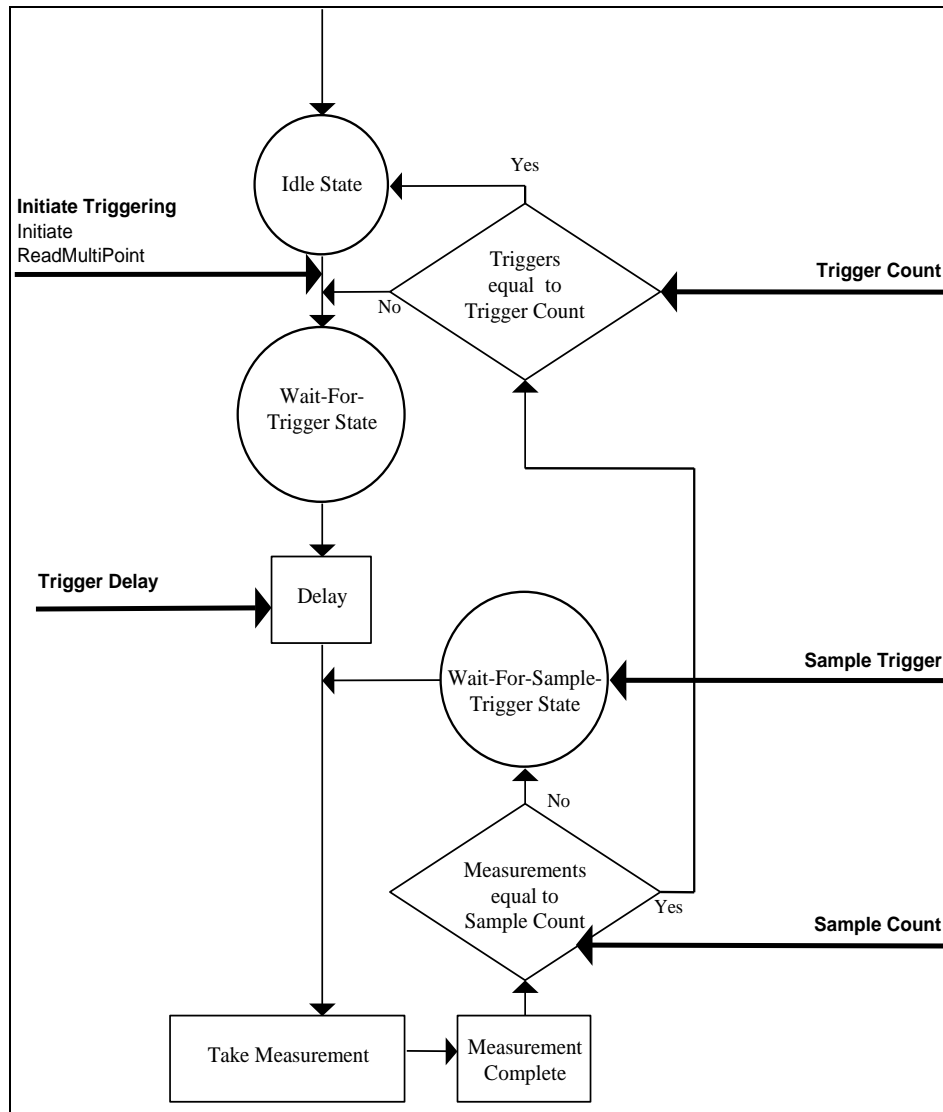 Yes
Idle State
Initiate Triggering
Initiate
ReadMultiPoint
Triggers
equal to
Trigger Count
Trigger Count
No
Wait-For-
Trigger State
Trigger Delay
Delay
Sample Trigger
Wait-For-Sample-
Trigger State
No
Measurements
equal to
Sample Count
Yes
Sample Count
Take Measurement
Measurement
Complete